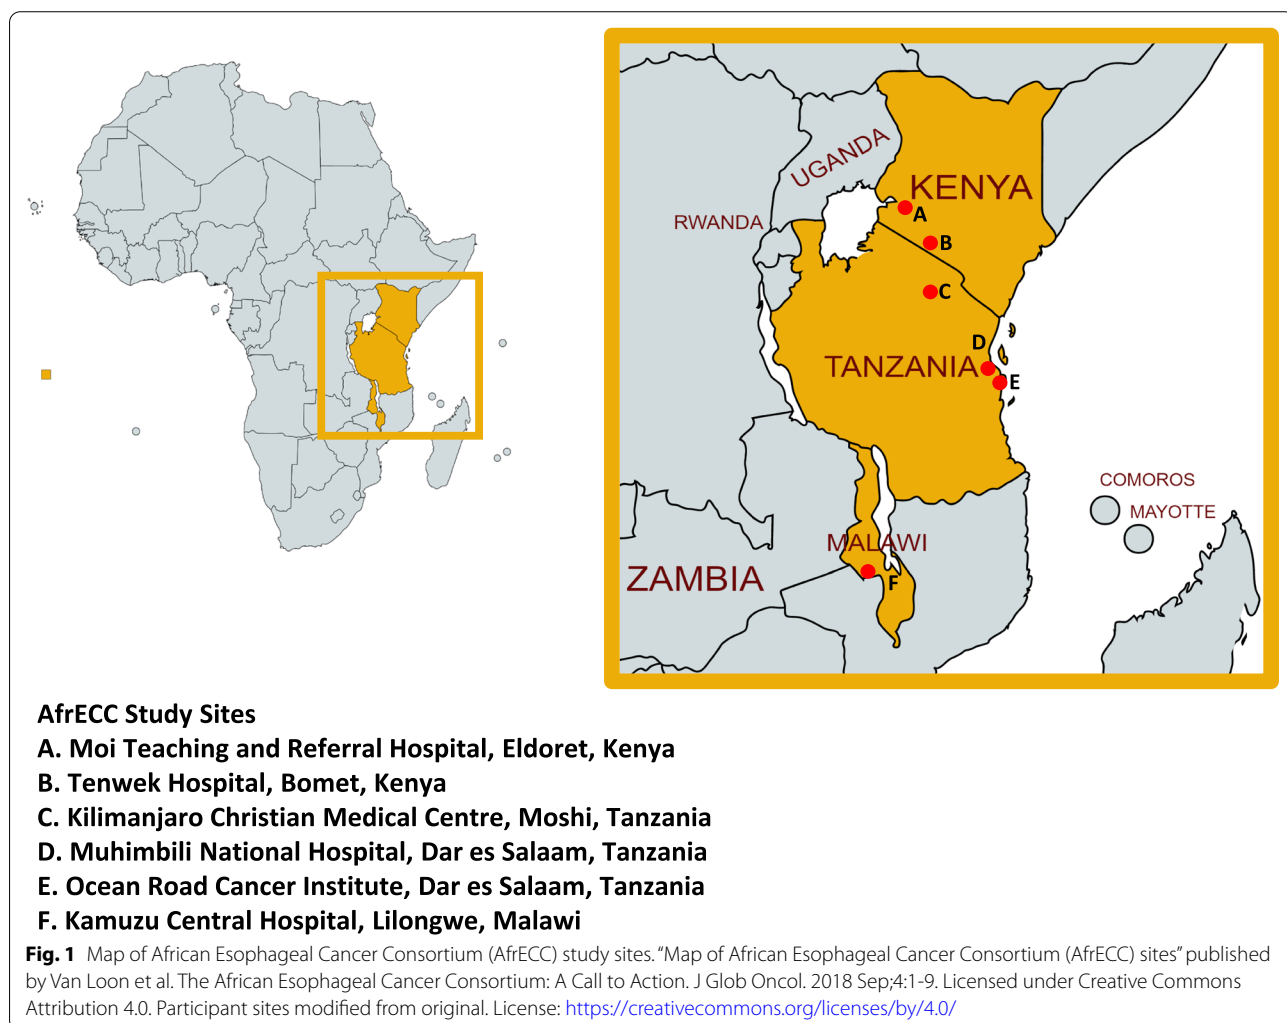 UGANDA
KENYA
RWANDA
A
B
C
D
TANZANIA
E
COMOROS
MAYOTTE
MALAWI
ZAMBIA
F
AfrECC Study Sites
A. Moi Teaching and Referral Hospital, Eldoret, Kenya
B. Tenwek Hospital, Bomet, Kenya
C. Kilimanjaro Christian Medical Centre, Moshi, Tanzania
D. Muhimbili National Hospital, Dar es Salaam, Tanzania
E. Ocean Road Cancer Institute, Dar es Salaam, Tanzania
F. Kamuzu Central Hospital, Lilongwe, Malawi
Fig. 1 Map of African Esophageal Cancer Consortium (AfrECC) study sites. “Map of African Esophageal Cancer Consortium (AfrECC) sites” published
by Van Loon et al. The African Esophageal Cancer Consortium: A Call to Action. J Glob Oncol. 2018 Sep;4:1-9. Licensed under Creative Commons
Attribution 4.0. Participant sites modified from original. License: https://creativecommons.org/licenses/by/4.0/